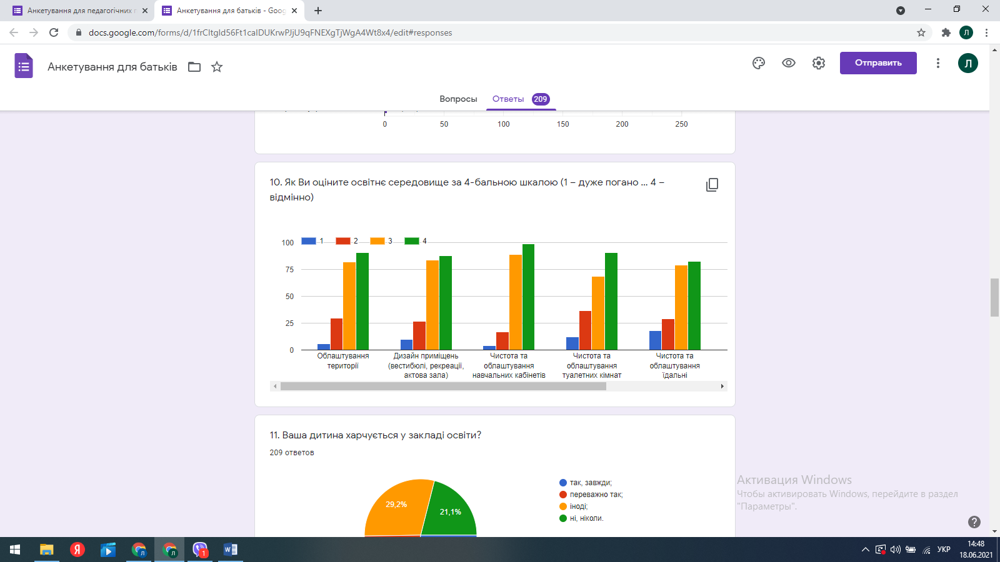 Анкетування для педагогічних п
Анкетування для батьків - Goog
docs.google.com/forms/d/1frCItgId56Ft1caIDUKrwPJjU9qFNEXgTjWgA4Wt8x4/edit#responses
Л
Анкетування для батьків
Отправить
Л
Вопросы
Ответы 209
0 50 100 150 200 250
10. Як Ви оціните освітнє середовище за 4-бальною шкалою (1 – дуже погано ... 4 –
відмінно)
1 2 3 4
100
75
50
25
0
Облаштування
території
Дизайн приміщень
(вестибюлі, рекреації,
актова зала)
Чистота та
облаштування
навчальних кабінетів
Чистота та
облаштування
туалетних кімнат
Чистота та
облаштування
їдальні
11. Ваша дитина харчується у закладі освіти?
209 ответов
29,2%
21,1%
так, завжди;
переважно так;
іноді;
ні, ніколи.
Активация Windows
Чтобы активировать Windows, перейдите в раздел
"Параметры".
УКР
14:48
18.06.2021